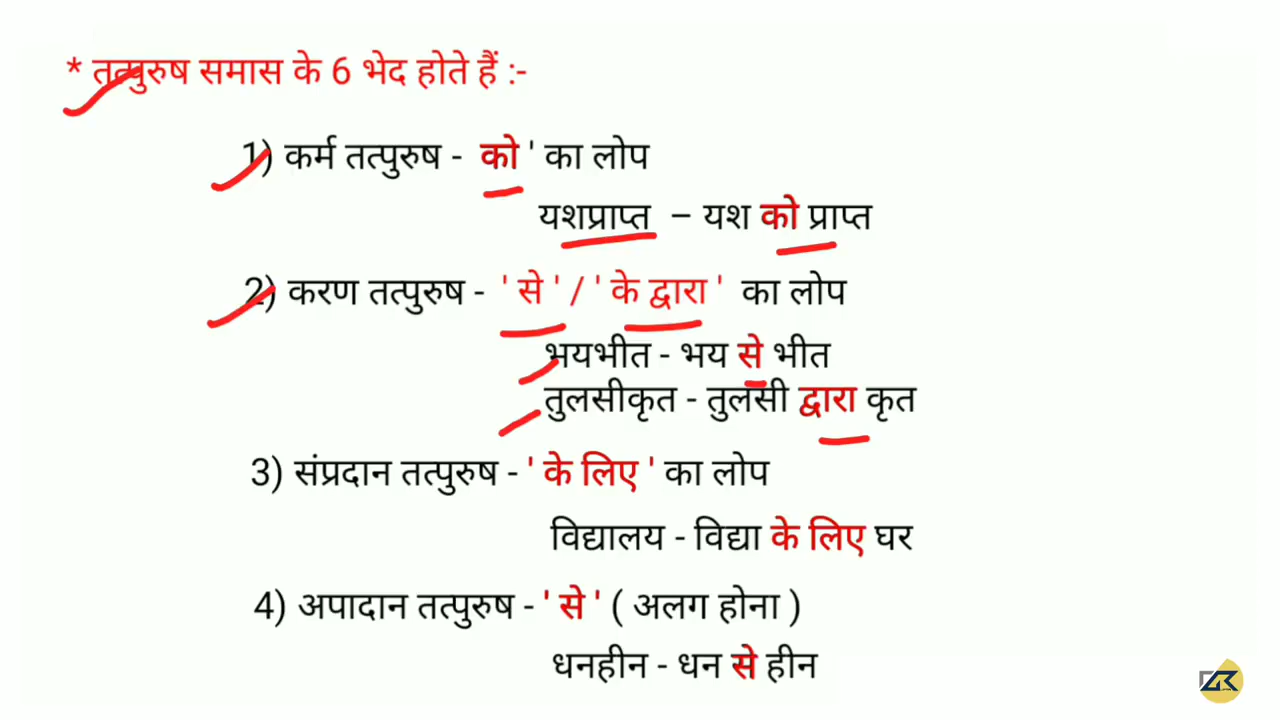 * तत्पुरुष समास के 6 भेद होते हैं :-
1) कर्म तत्पुरुष - को ' का लोप
यशप्राप्त – यश को प्राप्त
2) करण तत्पुरुष - ' से ' / ' के द्वारा ' का लोप
भयभीत - भय से भीत
तुलसीकृत - तुलसी द्वारा कृत
3) संप्रदान तत्पुरुष - ' के लिए ' का लोप
विद्यालय - विद्या के लिए घर
4) अपादान तत्पुरुष - ' से ' ( अलग होना )
धनहीन - धन से हीन